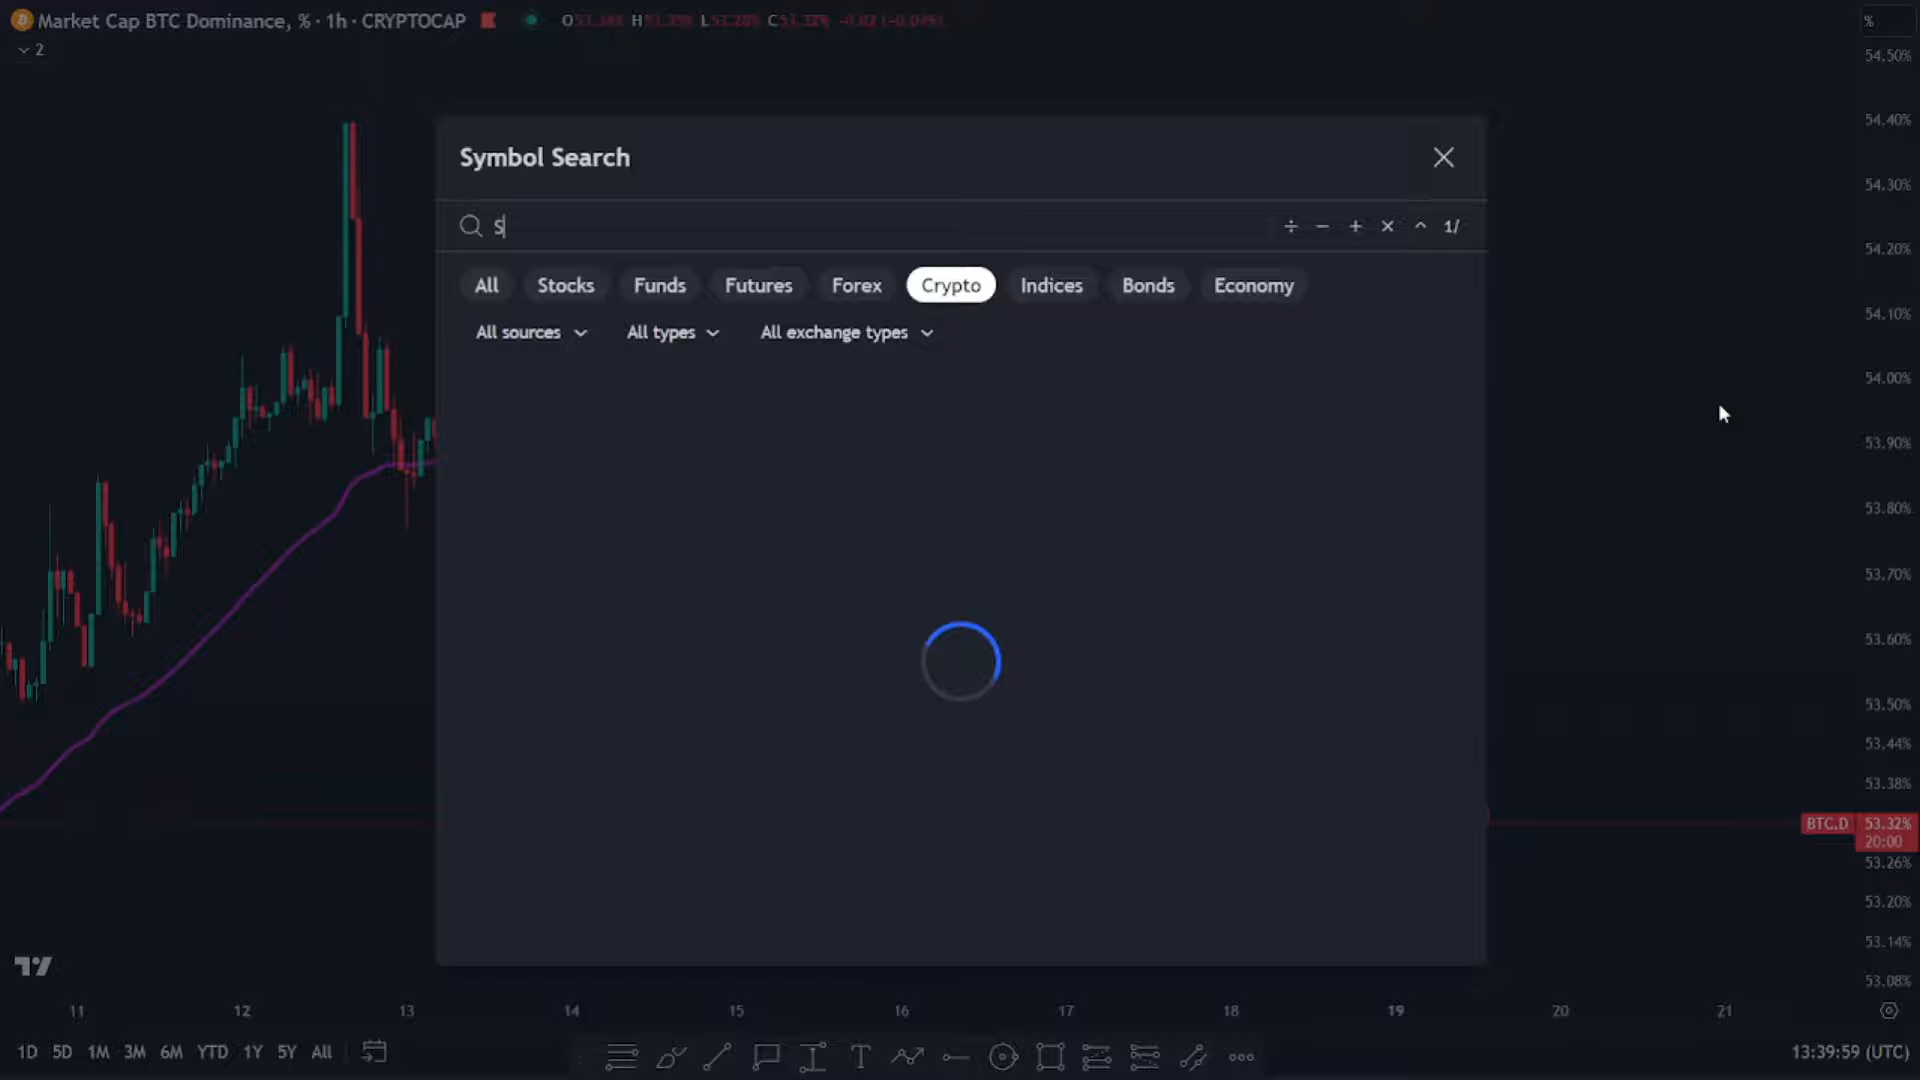 Market Cap BTC Dominance, % · 1h · CRYPTOCAP
%
2
54.50%
54.40%
Symbol Search
54.30%
S
÷ − + × ^ 1/
54.20%
All Stocks Funds Futures Forex Crypto Indices Bonds Economy
54.10%
All sources All types All exchange types
54.00%
53.90%
53.80%
53.70%
53.60%
53.50%
53.44%
53.38%
BTC.D 53.32%
20:00
53.26%
53.20%
53.14%
53.08%
11 12 13 14 15 16 17 18 19 20 21
1D 5D 1M 3M 6M YTD 1Y 5Y All
13:39:59 (UTC)